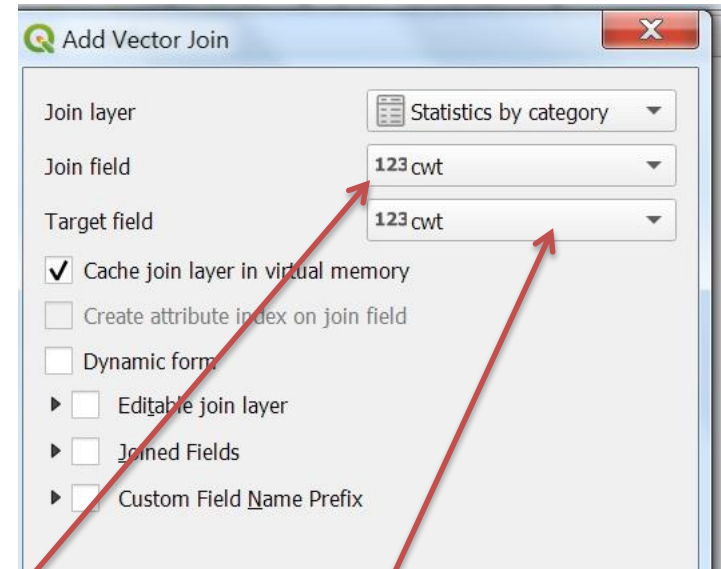 Add Vector Join
Join layer Statistics by category
Join field 123 cwt
Target field 123 cwt
Cache join layer in virtual memory
Create attribute index on join field
Dynamic form
Editable join layer
Joined Fields
Custom Field Name Prefix